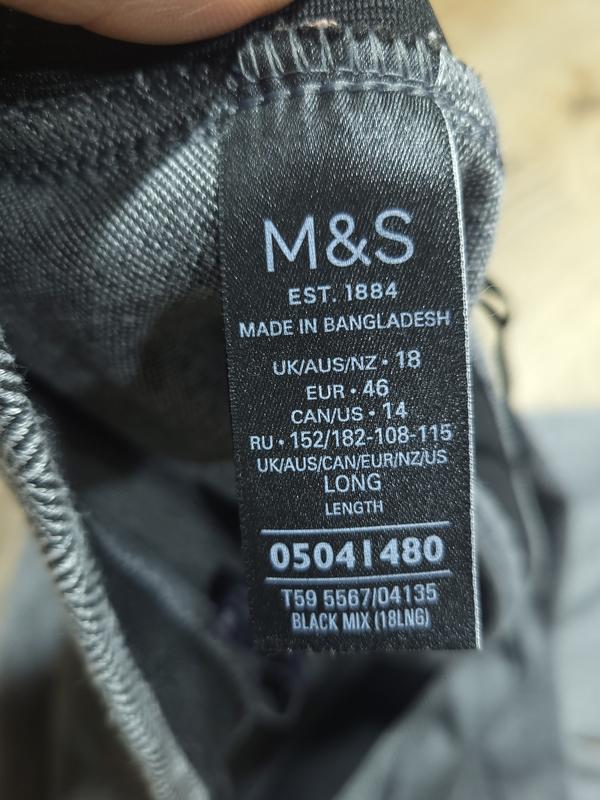 M&S
EST. 1884
MADE IN BANGLADESH
UK/AUS/NZ • 18
EUR • 46
CAN/US • 14
RU • 152/182-108-115
UK/AUS/CAN/EUR/NZ/US
LONG
LENGTH
05041480
T59 5567/04135
BLACK MIX (18LNG)